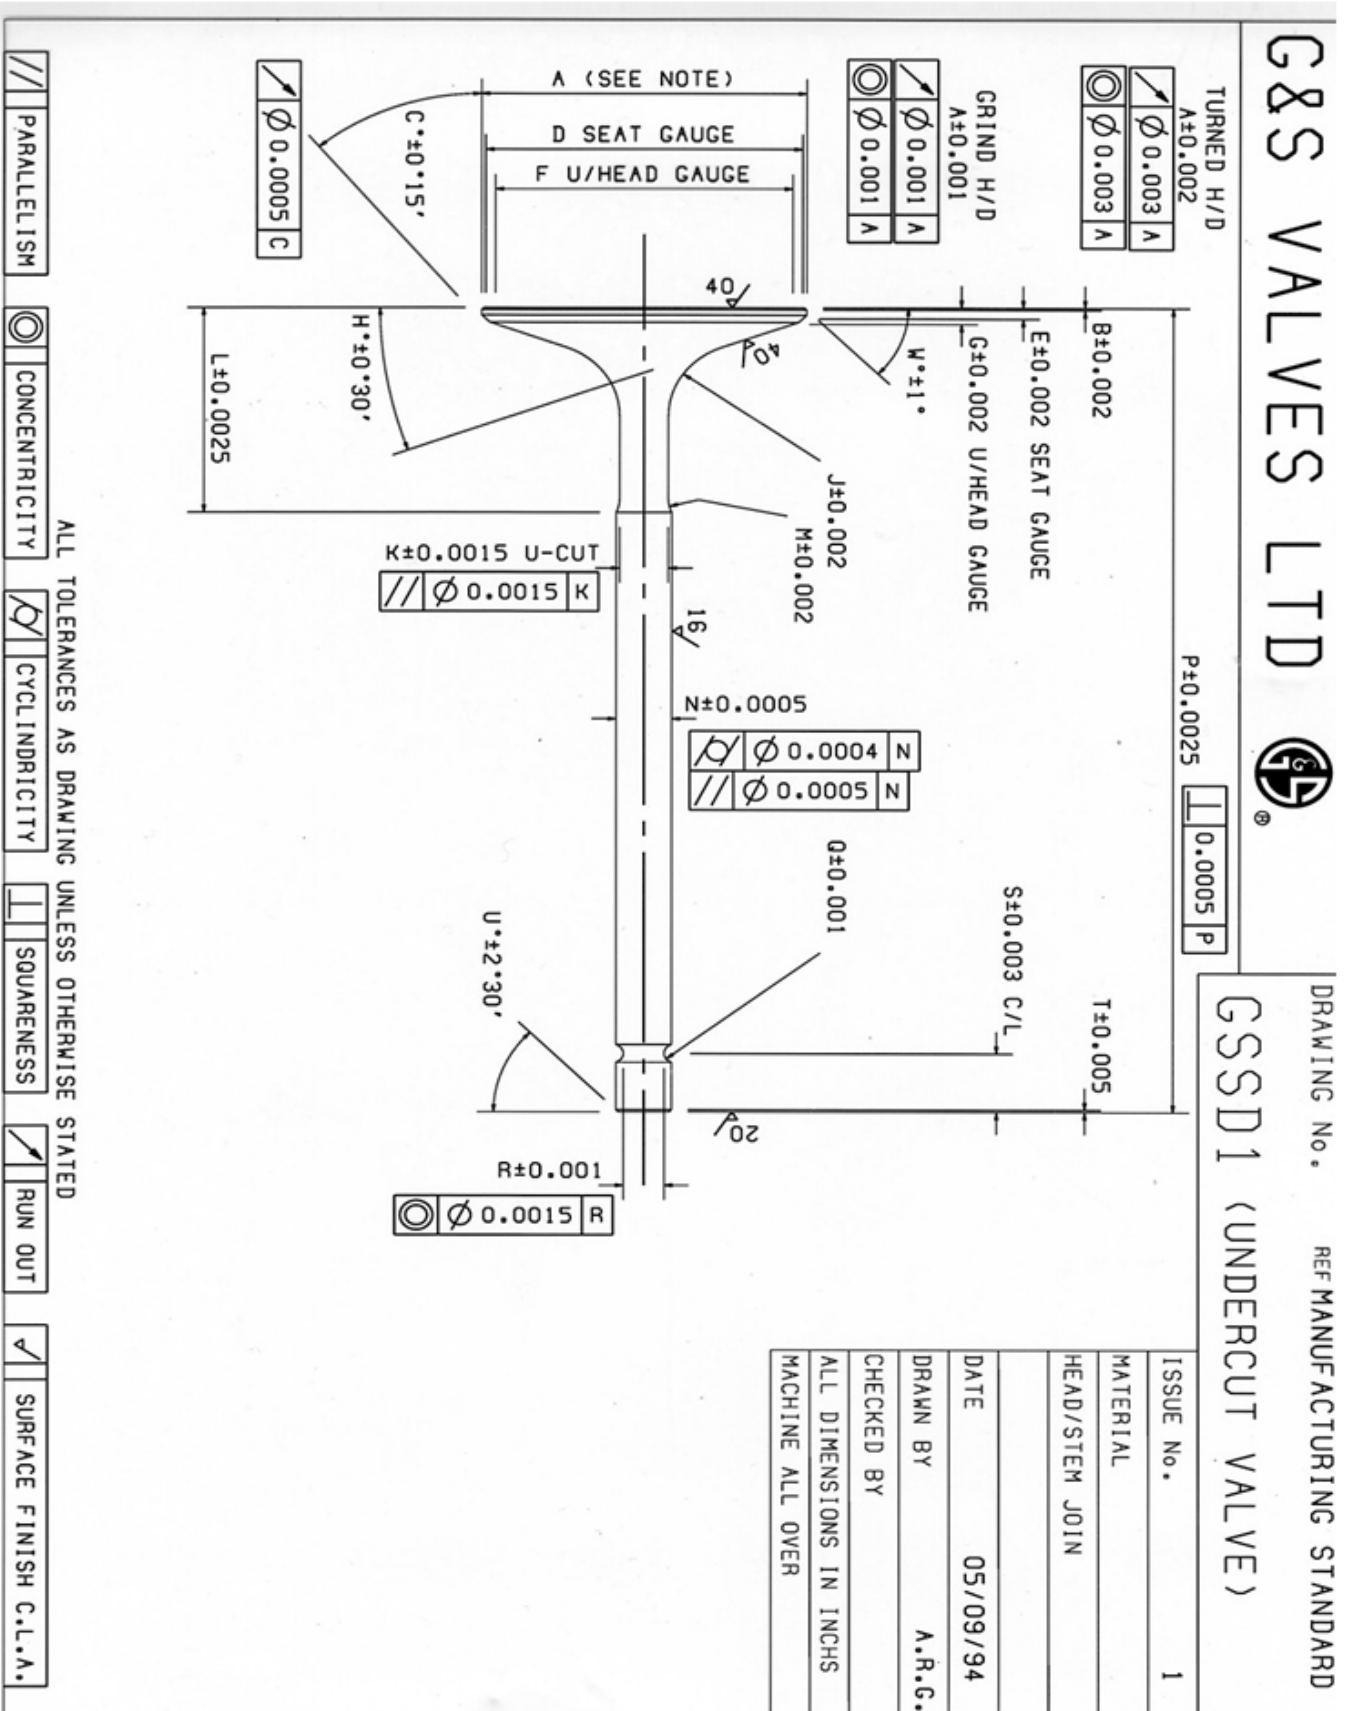 G&S VALVES LTD
G&S ®
DRAWING No.
REF MANUFACTURING STANDARD
GSSD1 (UNDERCUT VALVE)
ISSUE No. 1
MATERIAL
HEAD/STEM JOIN
DATE 05/09/94
DRAWN BY A.R.G.
CHECKED BY
ALL DIMENSIONS IN INCHS
MACHINE ALL OVER
TURNED H/D
A±0.002
Ø 0.003 A
Ø 0.003 A
GRIND H/D
A±0.001
Ø 0.001 A
Ø 0.001 A
A (SEE NOTE)
D SEAT GAUGE
F U/HEAD GAUGE
C°±0°15'
Ø 0.0005 C
P±0.0025
⊥ 0.0005 P
B±0.002
E±0.002 SEAT GAUGE
G±0.002 U/HEAD GAUGE
W°±1°
40
40
J±0.002
M±0.002
H°±0°30'
L±0.0025
K±0.0015 U-CUT
// Ø 0.0015 K
16
N±0.0005
Ø 0.0004 N
// Ø 0.0005 N
Q±0.001
S±0.003 C/L
T±0.005
U°±2°30'
20
R±0.001
Ø 0.0015 R
ALL TOLERANCES AS DRAWING UNLESS OTHERWISE STATED
// PARALLELISM
CONCENTRICITY
CYCLINDRICITY
⊥ SQUARENESS
RUN OUT
SURFACE FINISH C.L.A.